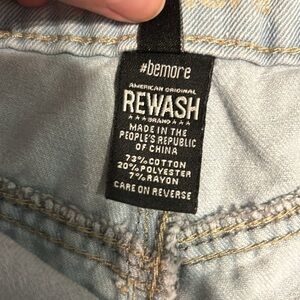 #bemore
AMERICAN ORIGINAL
REWASH
BRAND
MADE IN THE
PEOPLE'S REPUBLIC
OF CHINA
73% COTTON
20% POLYESTER
7% RAYON
CARE ON REVERSE